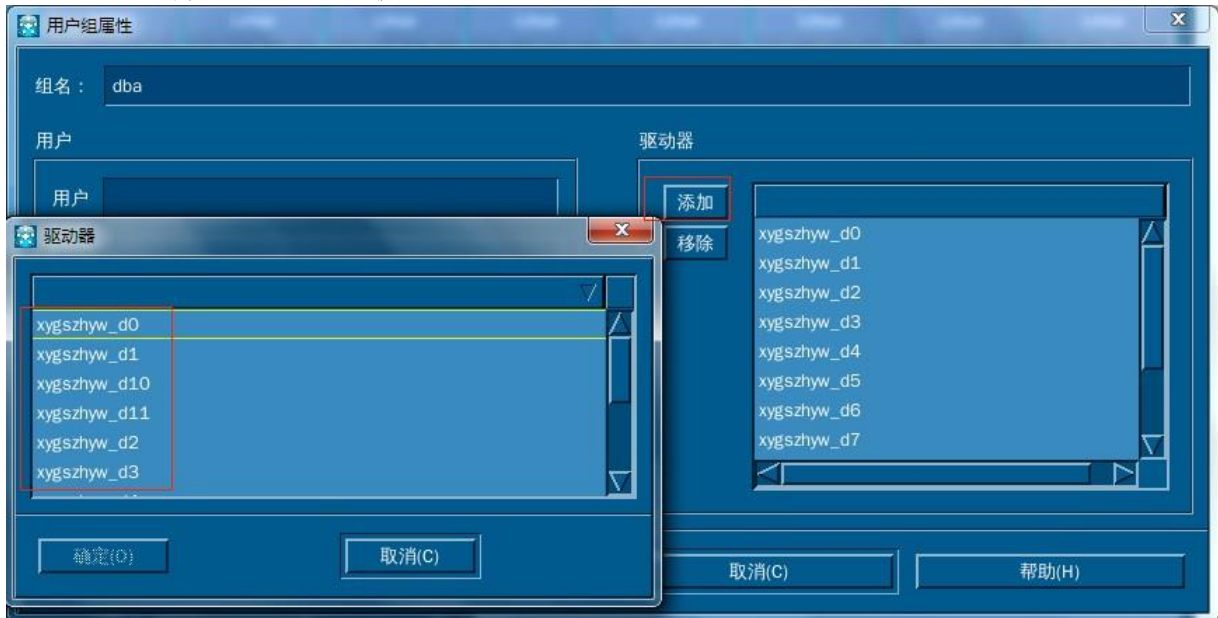 用户组属性
组名： dba
用户
驱动器
用户
添加
移除
xygszhyw_d0
xygszhyw_d1
xygszhyw_d2
xygszhyw_d3
xygszhyw_d4
xygszhyw_d5
xygszhyw_d6
xygszhyw_d7
驱动器
xygszhyw_d0
xygszhyw_d1
xygszhyw_d10
xygszhyw_d11
xygszhyw_d2
xygszhyw_d3
确定(O)
取消(C)
取消(C)
帮助(H)